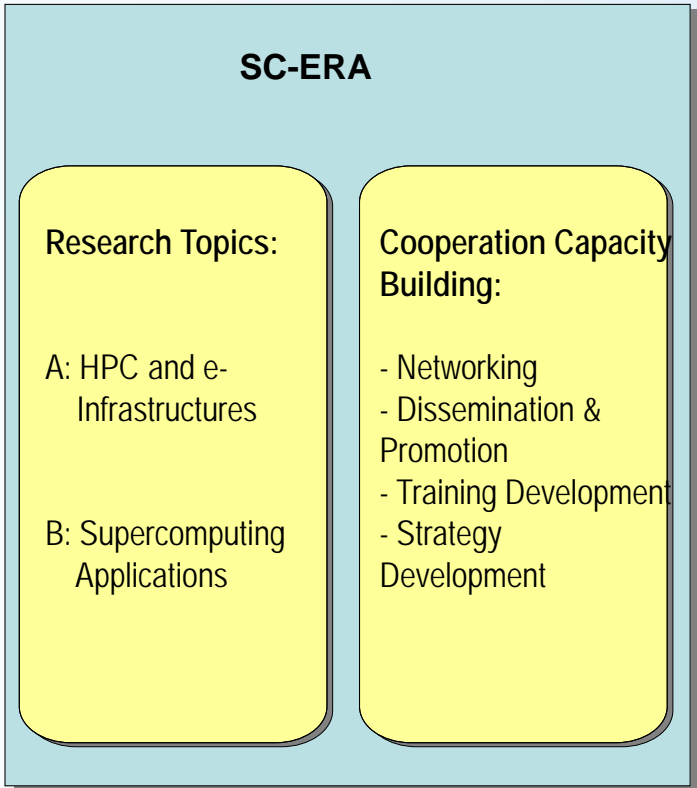 SC-ERA
Research Topics:
A: HPC and e-
Infrastructures
B: Supercomputing
Applications
Cooperation Capacity
Building:
- Networking
- Dissemination &
Promotion
- Training Development
- Strategy
Development